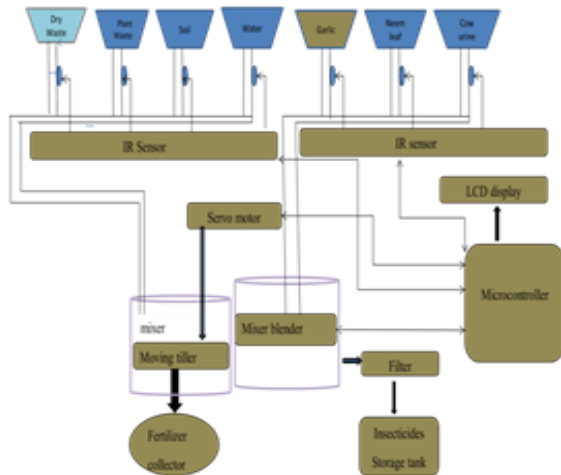 Dry
Waste
Plant
Waste
Soil
Water
Garlic
Neem
leaf
Cow
urine
IR Sensor
IR sensor
LCD display
Servo motor
Microcontroller
Mixer blender
Moving tiller
Filter
Fertilizer
collector
Insecticides
Storage tank